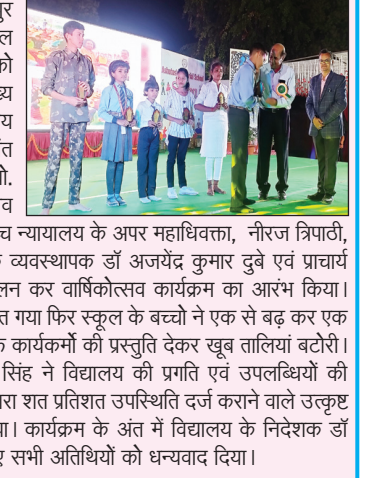 पुर
ल
को
य
त
ो.
व
च न्यायालय के अपर महाधिवक्ता, नीरज त्रिपाठी,
व्यवस्थापक डॉ अजयेंद्र कुमार दुबे एवं प्राचार्य
लन कर वार्षिकोत्सव कार्यक्रम का आरंभ किया।
त गया फिर स्कूल के बच्चो ने एक से बढ़ कर एक
क कार्यकर्मो की प्रस्तुति देकर खूब तालियां बटोरी।
सिंह ने विद्यालय की प्रगति एवं उपलब्धियों की
रा शत प्रतिशत उपस्थिति दर्ज कराने वाले उत्कृष्ट
या। कार्यक्रम के अंत में विद्यालय के निदेशक डॉ
ए सभी अतिथियों को धन्यवाद दिया।